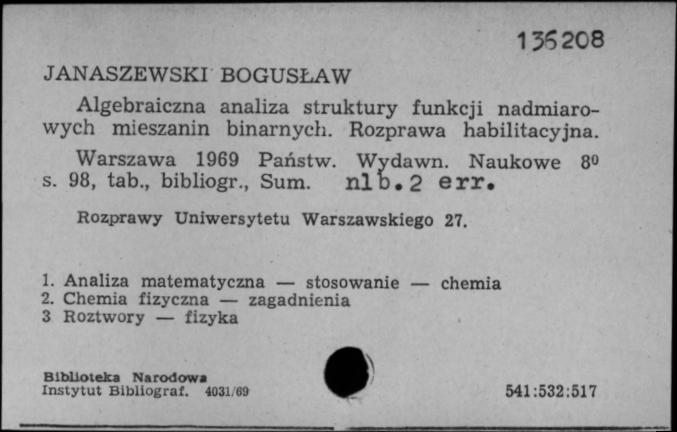 136208
JANASZEWSKI BOGUSŁAW
Algebraiczna analiza struktury funkcji nadmiaro-
wych mieszanin binarnych. Rozprawa habilitacyjna.
Warszawa 1969 Państw. Wydawn. Naukowe 8⁰
s. 98, tab., bibliogr., Sum. nlb.2 err.
Rozprawy Uniwersytetu Warszawskiego 27.
1. Analiza matematyczna — stosowanie — chemia
2. Chemia fizyczna — zagadnienia
3 Roztwory — fizyka
Biblioteka Narodowa
Instytut Bibliograf. 4031/69
541:532:517